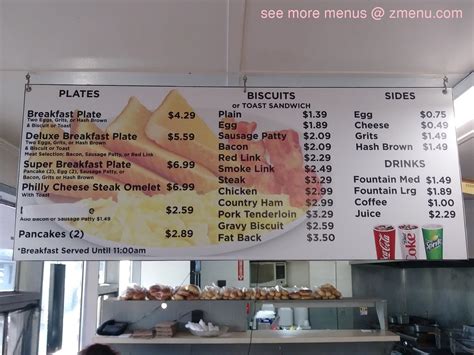 see more menus @ zmenu.com
PLATES
Breakfast Plate $4.29
Two Eggs, Grits, or Hash Brown
& Biscuit or Toast
Deluxe Breakfast Plate $5.59
Two Eggs, Grits, or Hash Brown
& Biscuit or Toast
Meat Selection: Bacon, Sausage Patty, or Red Link
Super Breakfast Plate $6.99
Pancake (2), Egg (2), Sausage Patty, or
Bacon, Grits or Hash Brown
Philly Cheese Steak Omelet $6.99
With Toast
$2.59
Add Bacon or Sausage Patty $1.49
Pancakes (2) $2.89
*Breakfast Served Until 11:00am
BISCUITS
or TOAST SANDWICH
Plain $1.39
Egg $1.89
Sausage Patty $2.09
Bacon $2.09
Red Link $2.29
Smoke Link $2.49
Steak $3.29
Chicken $2.99
Country Ham $2.99
Pork Tenderloin $3.29
Gravy Biscuit $2.59
Fat Back $3.50
SIDES
Egg $0.75
Cheese $0.49
Grits $1.49
Hash Brown $1.49
DRINKS
Fountain Med $1.49
Fountain Lrg $1.89
Coffee $1.00
Juice $2.29
Coca-Cola
Coke
Sprite